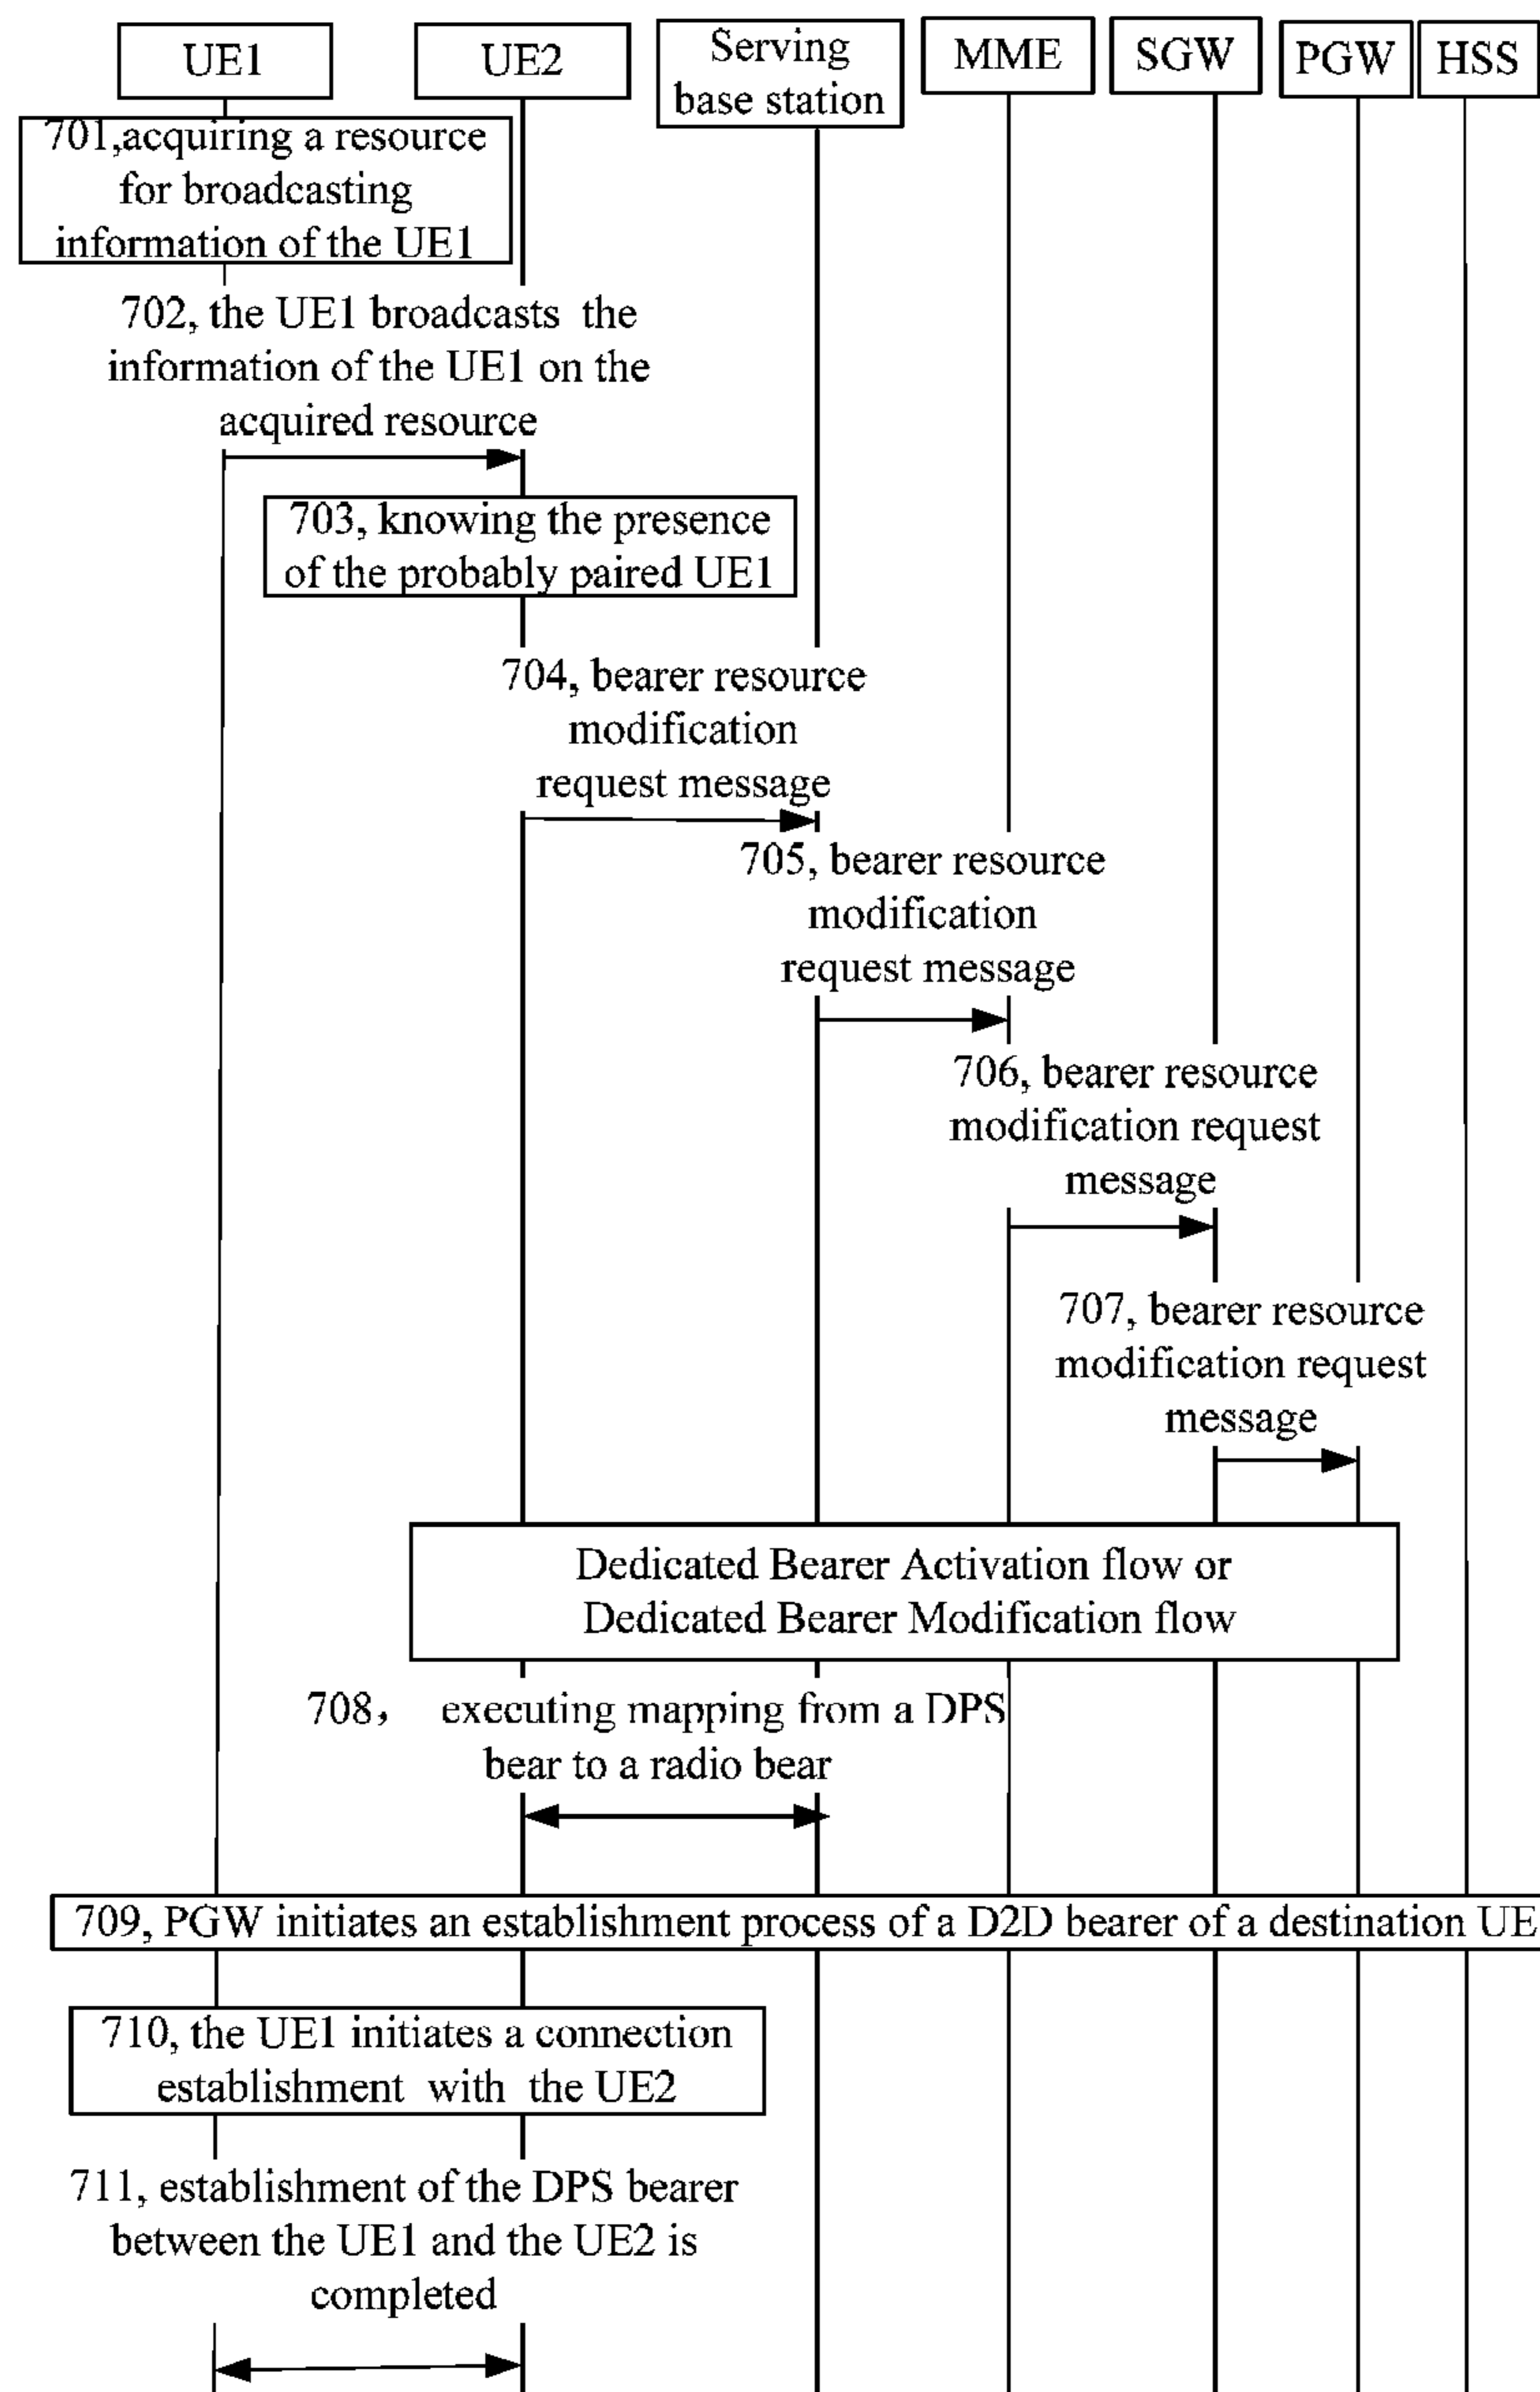 UE1
UE2
Serving
base station
MME
SGW
PGW
HSS
701,acquiring a resource
for broadcasting
information of the UE1
702, the UE1 broadcasts the
information of the UE1 on the
acquired resource
703, knowing the presence
of the probably paired UE1
704, bearer resource
modification
request message
705, bearer resource
modification
request message
706, bearer resource
modification request
message
707, bearer resource
modification request
message
Dedicated Bearer Activation flow or
Dedicated Bearer Modification flow
708， executing mapping from a DPS
bear to a radio bear
709, PGW initiates an establishment process of a D2D bearer of a destination UE
710, the UE1 initiates a connection
establishment with the UE2
711, establishment of the DPS bearer
between the UE1 and the UE2 is
completed